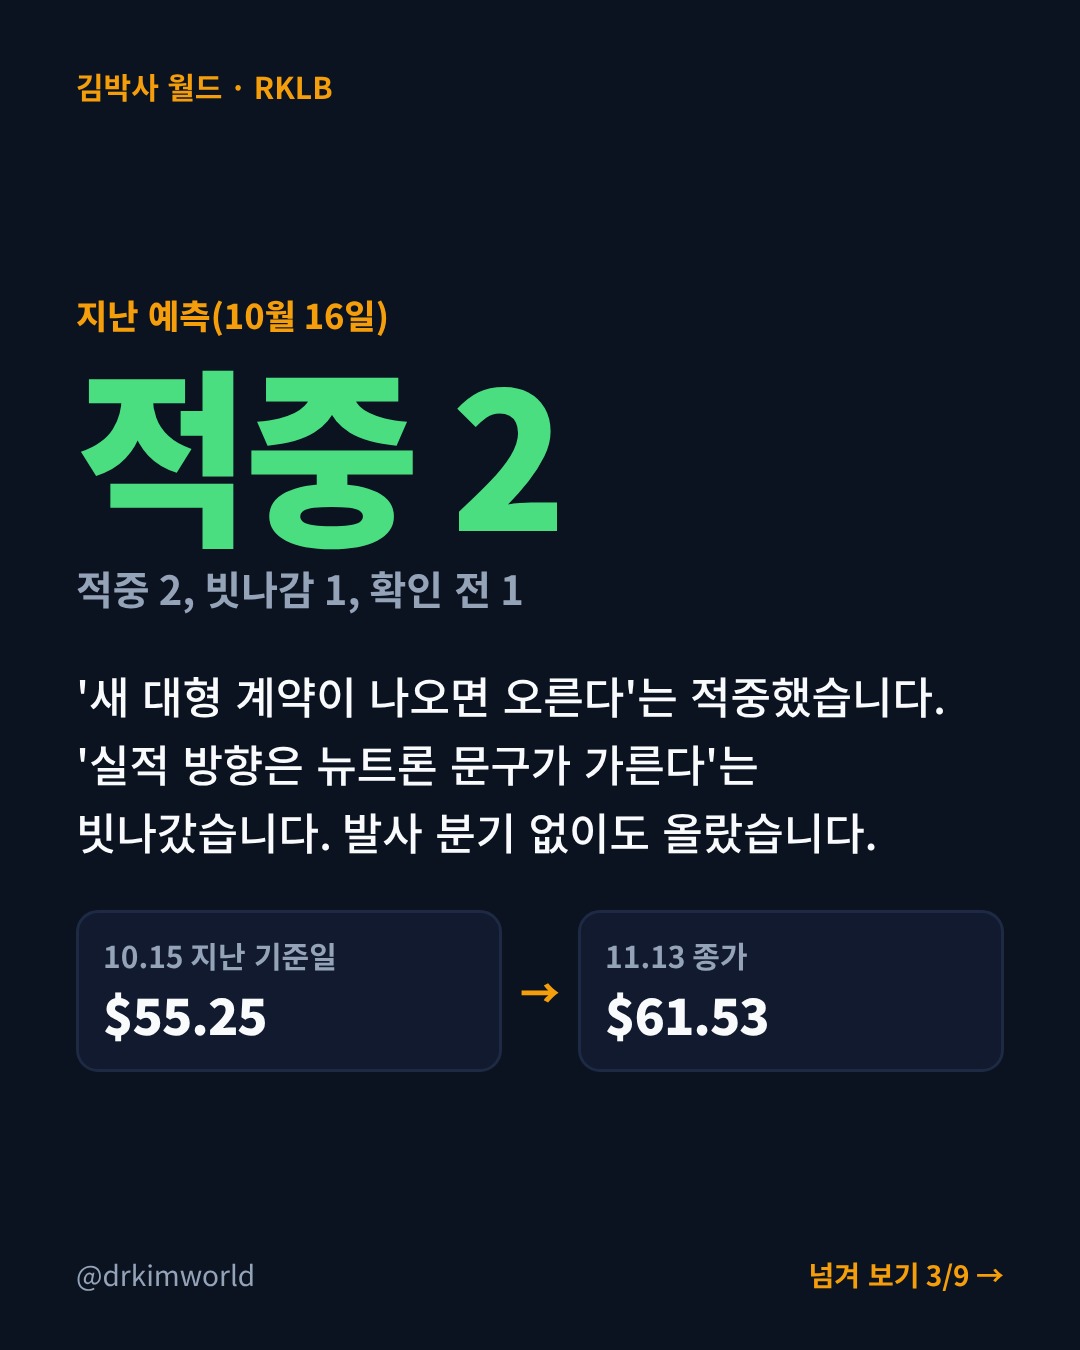 김박사 월드 · RKLB
지난 예측(10월 16일)
적중 2
적중 2, 빗나감 1, 확인 전 1
'새 대형 계약이 나오면 오른다'는 적중했습니다.
'실적 방향은 뉴트론 문구가 가른다'는
빗나갔습니다. 발사 분기 없이도 올랐습니다.
10.15 지난 기준일
$55.25
→
11.13 종가
$61.53
@drkimworld
넘겨 보기 3/9 →